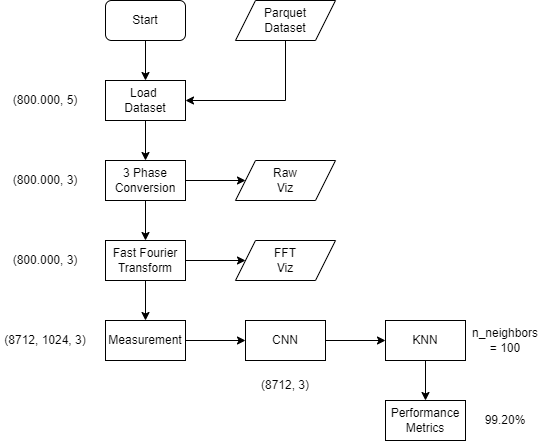 Start
Parquet
Dataset
(800.000, 5)
Load
Dataset
(800.000, 3)
3 Phase
Conversion
Raw
Viz
(800.000, 3)
Fast Fourier
Transform
FFT
Viz
(8712, 1024, 3)
Measurement
CNN
KNN
n_neighbors
= 100
(8712, 3)
Performance
Metrics
99.20%